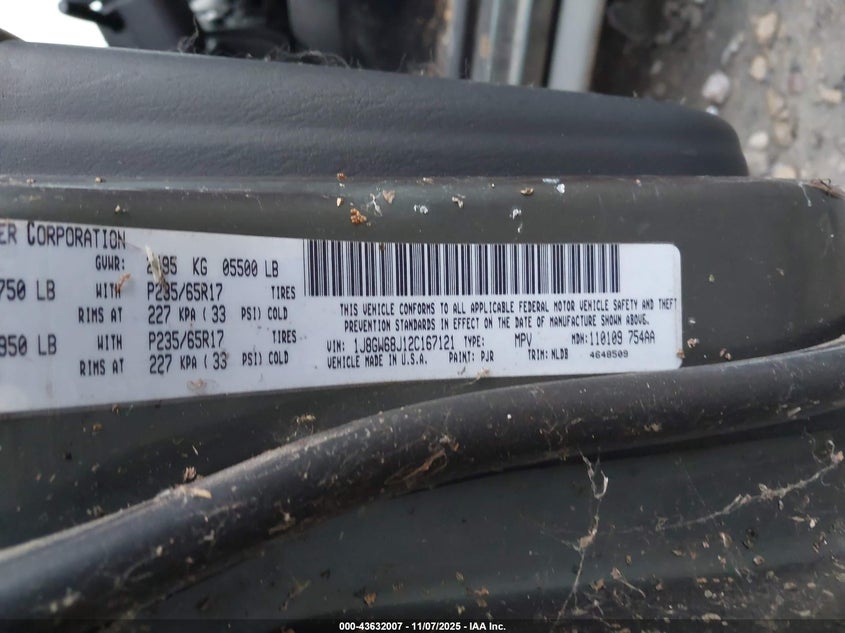 ER CORPORATION
GVWR: 2495 KG 05500 LB
750 LB WITH P235/65R17 TIRES
RIMS AT 227 KPA ( 33 PSI) COLD
950 LB WITH P235/65R17 TIRES
RIMS AT 227 KPA ( 33 PSI) COLD
THIS VEHICLE CONFORMS TO ALL APPLICABLE FEDERAL MOTOR VEHICLE SAFETY AND THEFT
PREVENTION STANDARDS IN EFFECT ON THE DATE OF MANUFACTURE SHOWN ABOVE.
VIN: 1J8GW68J12C167121 TYPE: MPV MDH: 110109 754AA
VEHICLE MADE IN U.S.A. PAINT: PJR TRIM: NLDB 4648509
000-43632007 - 11/07/2025 - IAA Inc.